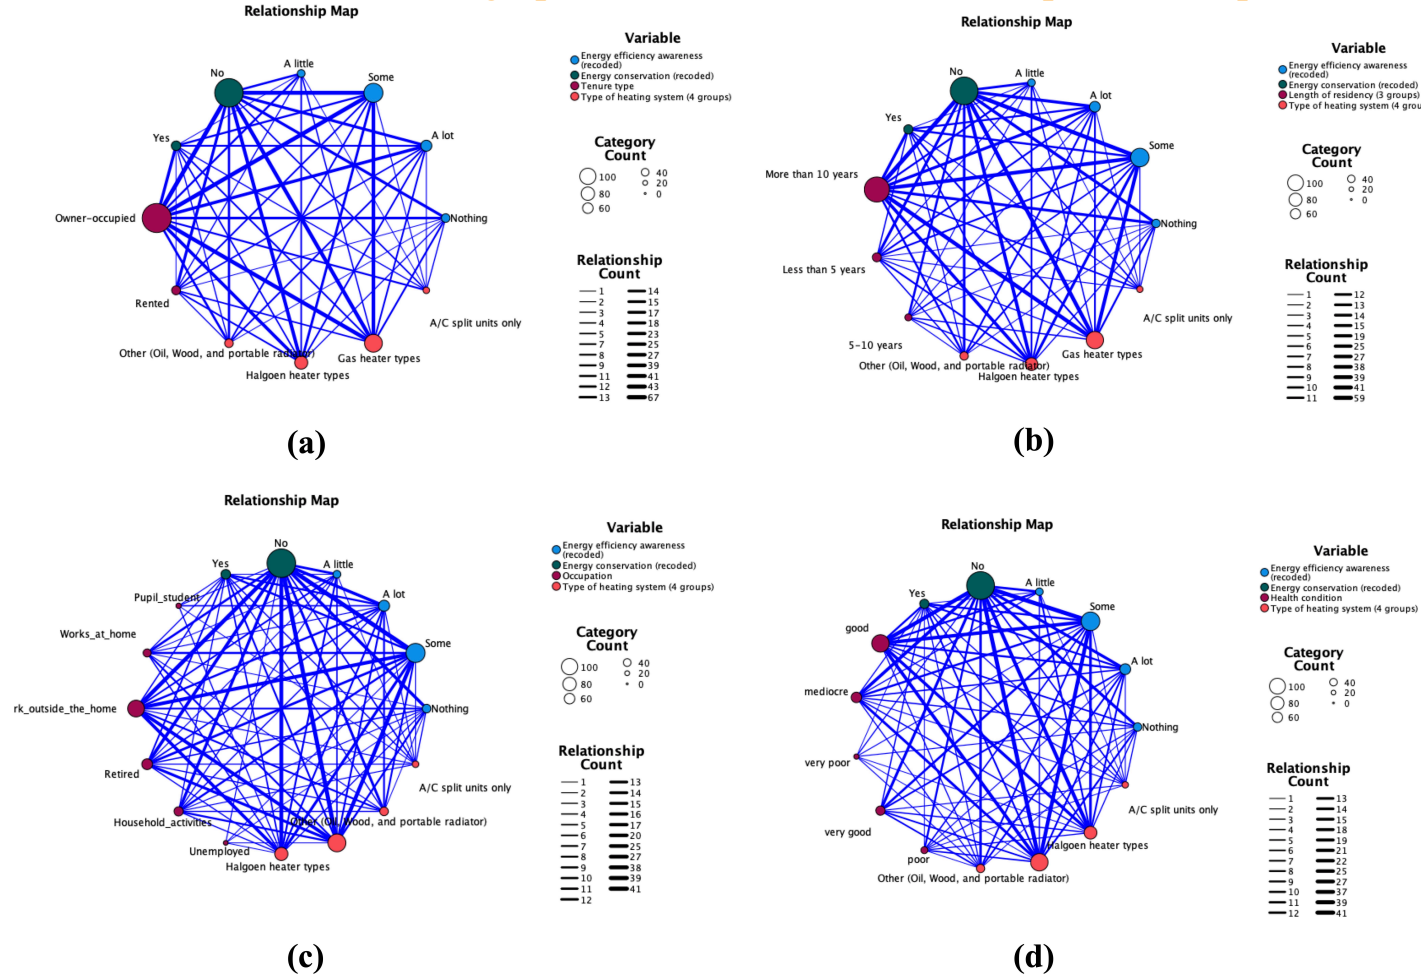 Relationship Map
No
A little
Some
Yes
A lot
Owner-occupied
Nothing
Rented
A/C split units only
Other (Oil, Wood, and portable radiator)
Gas heater types
Halgoen heater types
Variable
Energy efficiency awareness
(recoded)
Energy conservation (recoded)
Tenure type
Type of heating system (4 groups)
Category
Count
100 40
80 20
60 0
Relationship
Count
1 14
2 15
3 17
4 18
5 23
7 25
8 27
9 39
11 41
12 43
13 67
(a)
Relationship Map
No
A little
A lot
Yes
Some
More than 10 years
Nothing
Less than 5 years
A/C split units only
5-10 years
Gas heater types
Other (Oil, Wood, and portable radiator)
Halgoen heater types
Variable
Energy efficiency awareness
(recoded)
Energy conservation (recoded)
Length of residency (3 groups)
Type of heating system (4 grou
Category
Count
100 40
80 20
60 0
Relationship
Count
1 12
2 13
3 14
4 15
5 19
6 25
7 27
8 38
9 39
10 41
11 59
(b)
Relationship Map
No
Yes
A little
Pupil_student
A lot
Works_at_home
Some
rk_outside_the_home
Nothing
Retired
A/C split units only
Household_activities
Other (Oil, Wood, and portable radiator)
Unemployed
Halgoen heater types
Variable
Energy efficiency awareness
(recoded)
Energy conservation (recoded)
Occupation
Type of heating system (4 groups)
Category
Count
100 40
80 20
60 0
Relationship
Count
1 13
2 14
3 15
4 16
5 17
6 20
7 25
8 27
9 38
10 39
11 41
12
(c)
Relationship Map
No
A little
Yes
Some
good
A lot
mediocre
Nothing
very poor
A/C split units only
very good
Halgoen heater types
poor
Other (Oil, Wood, and portable radiator)
Variable
Energy efficiency awareness
(recoded)
Energy conservation (recoded)
Health condition
Type of heating system (4 groups)
Category
Count
100 40
80 20
60 0
Relationship
Count
1 13
2 14
3 15
4 18
5 19
6 21
7 22
8 25
9 27
10 37
11 39
12 41
(d)